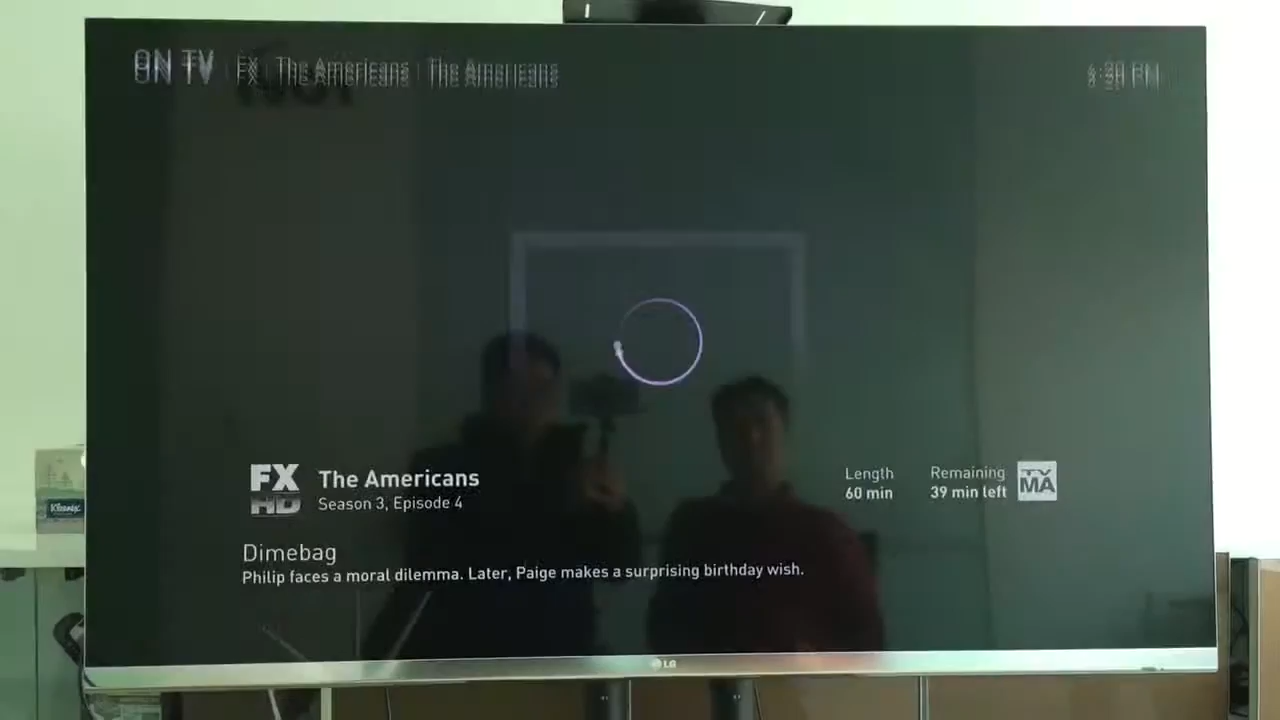 ON TV | FX | The Americans | The Americans
FX
HD
The Americans
Season 3, Episode 4
Length
60 min
Remaining
39 min left
TV
MA
Dimebag
Philip faces a moral dilemma. Later, Paige makes a surprising birthday wish.
Kleenex
LG